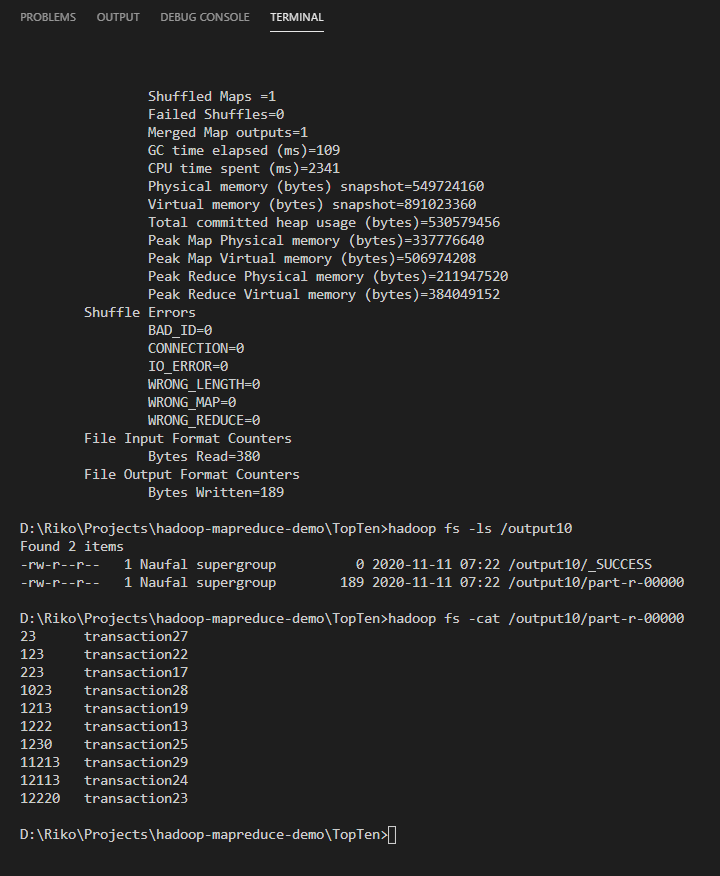 PROBLEMS OUTPUT DEBUG CONSOLE TERMINAL
Shuffled Maps =1
Failed Shuffles=0
Merged Map outputs=1
GC time elapsed (ms)=109
CPU time spent (ms)=2341
Physical memory (bytes) snapshot=549724160
Virtual memory (bytes) snapshot=891023360
Total committed heap usage (bytes)=530579456
Peak Map Physical memory (bytes)=337776640
Peak Map Virtual memory (bytes)=506974208
Peak Reduce Physical memory (bytes)=211947520
Peak Reduce Virtual memory (bytes)=384049152
Shuffle Errors
BAD_ID=0
CONNECTION=0
IO_ERROR=0
WRONG_LENGTH=0
WRONG_MAP=0
WRONG_REDUCE=0
File Input Format Counters
Bytes Read=380
File Output Format Counters
Bytes Written=189
D:\Riko\Projects\hadoop-mapreduce-demo\TopTen>hadoop fs -ls /output10
Found 2 items
-rw-r--r--   1 Naufal supergroup          0 2020-11-11 07:22 /output10/_SUCCESS
-rw-r--r--   1 Naufal supergroup        189 2020-11-11 07:22 /output10/part-r-00000
D:\Riko\Projects\hadoop-mapreduce-demo\TopTen>hadoop fs -cat /output10/part-r-00000
23      transaction27
123     transaction22
223     transaction17
1023    transaction28
1213    transaction19
1222    transaction13
1230    transaction25
11213   transaction29
12113   transaction24
12220   transaction23
D:\Riko\Projects\hadoop-mapreduce-demo\TopTen>